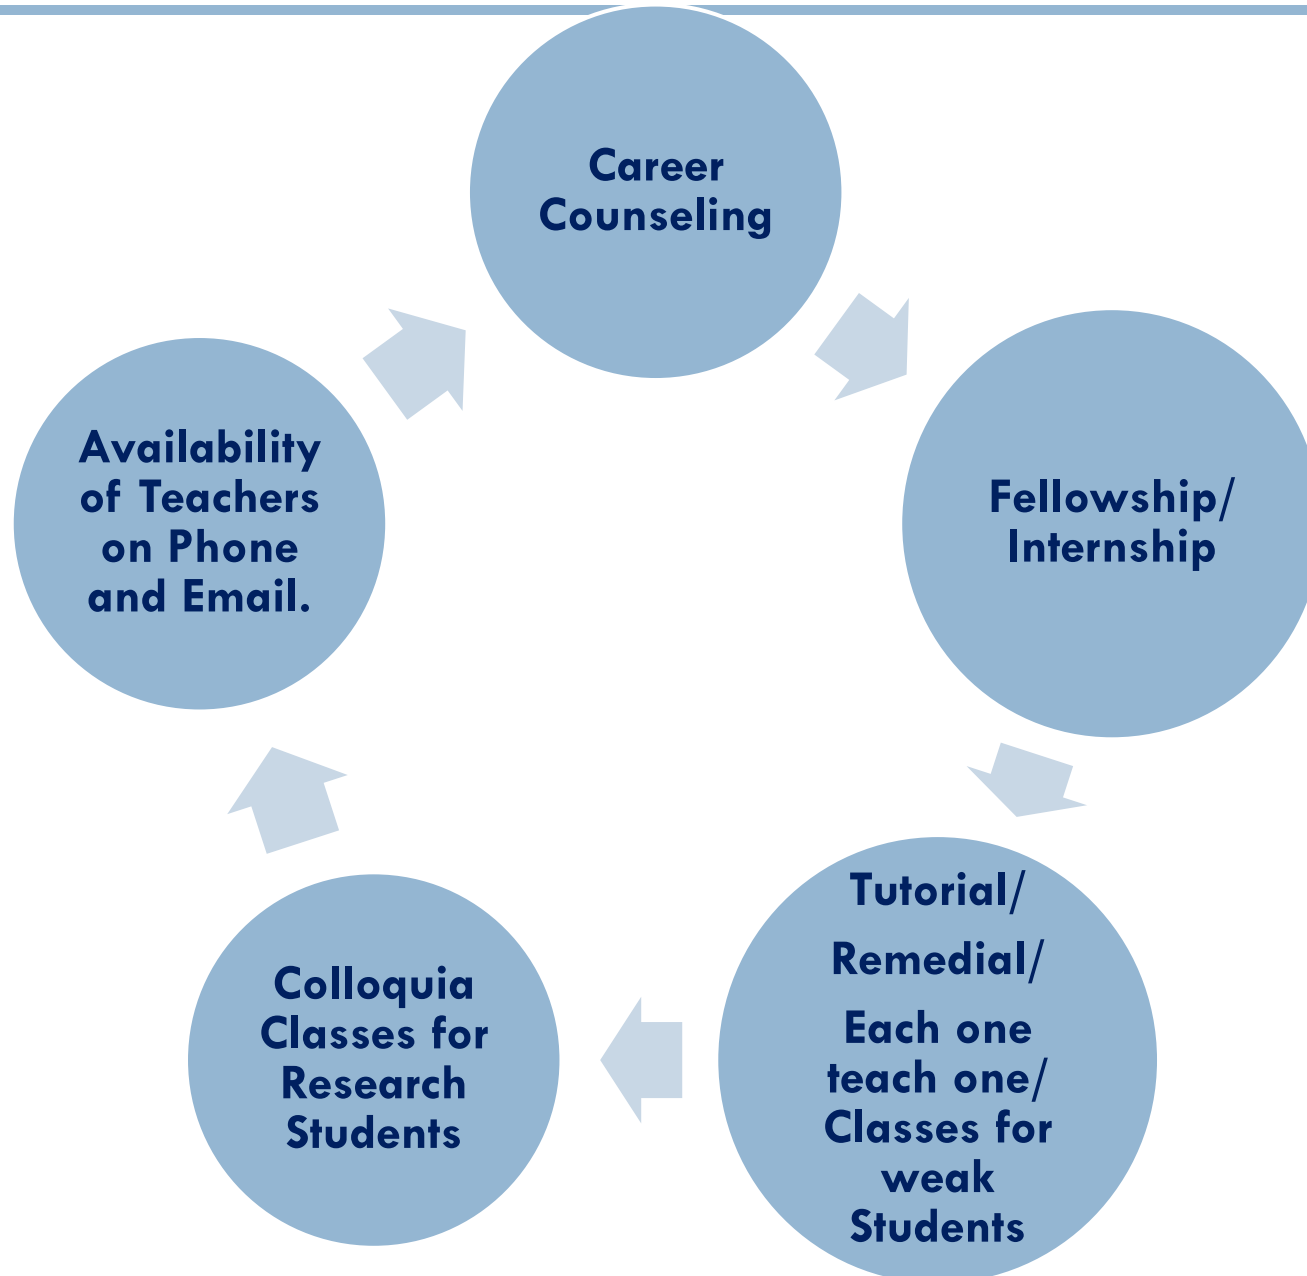 Career
Counseling
Fellowship/
Internship
Tutorial/
Remedial/
Each one
teach one/
Classes for
weak
Students
Colloquia
Classes for
Research
Students
Availability
of Teachers
on Phone
and Email.